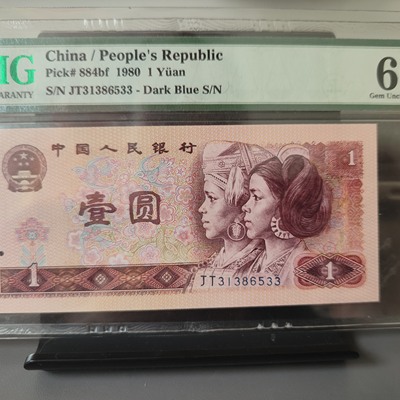 MG
ARANTY
China / People's Republic
Pick# 884bf 1980 1 Yüan
S/N JT31386533 - Dark Blue S/N
6
Gem Unc
中国人民银行
1
壹圆
1
JT31386533
1